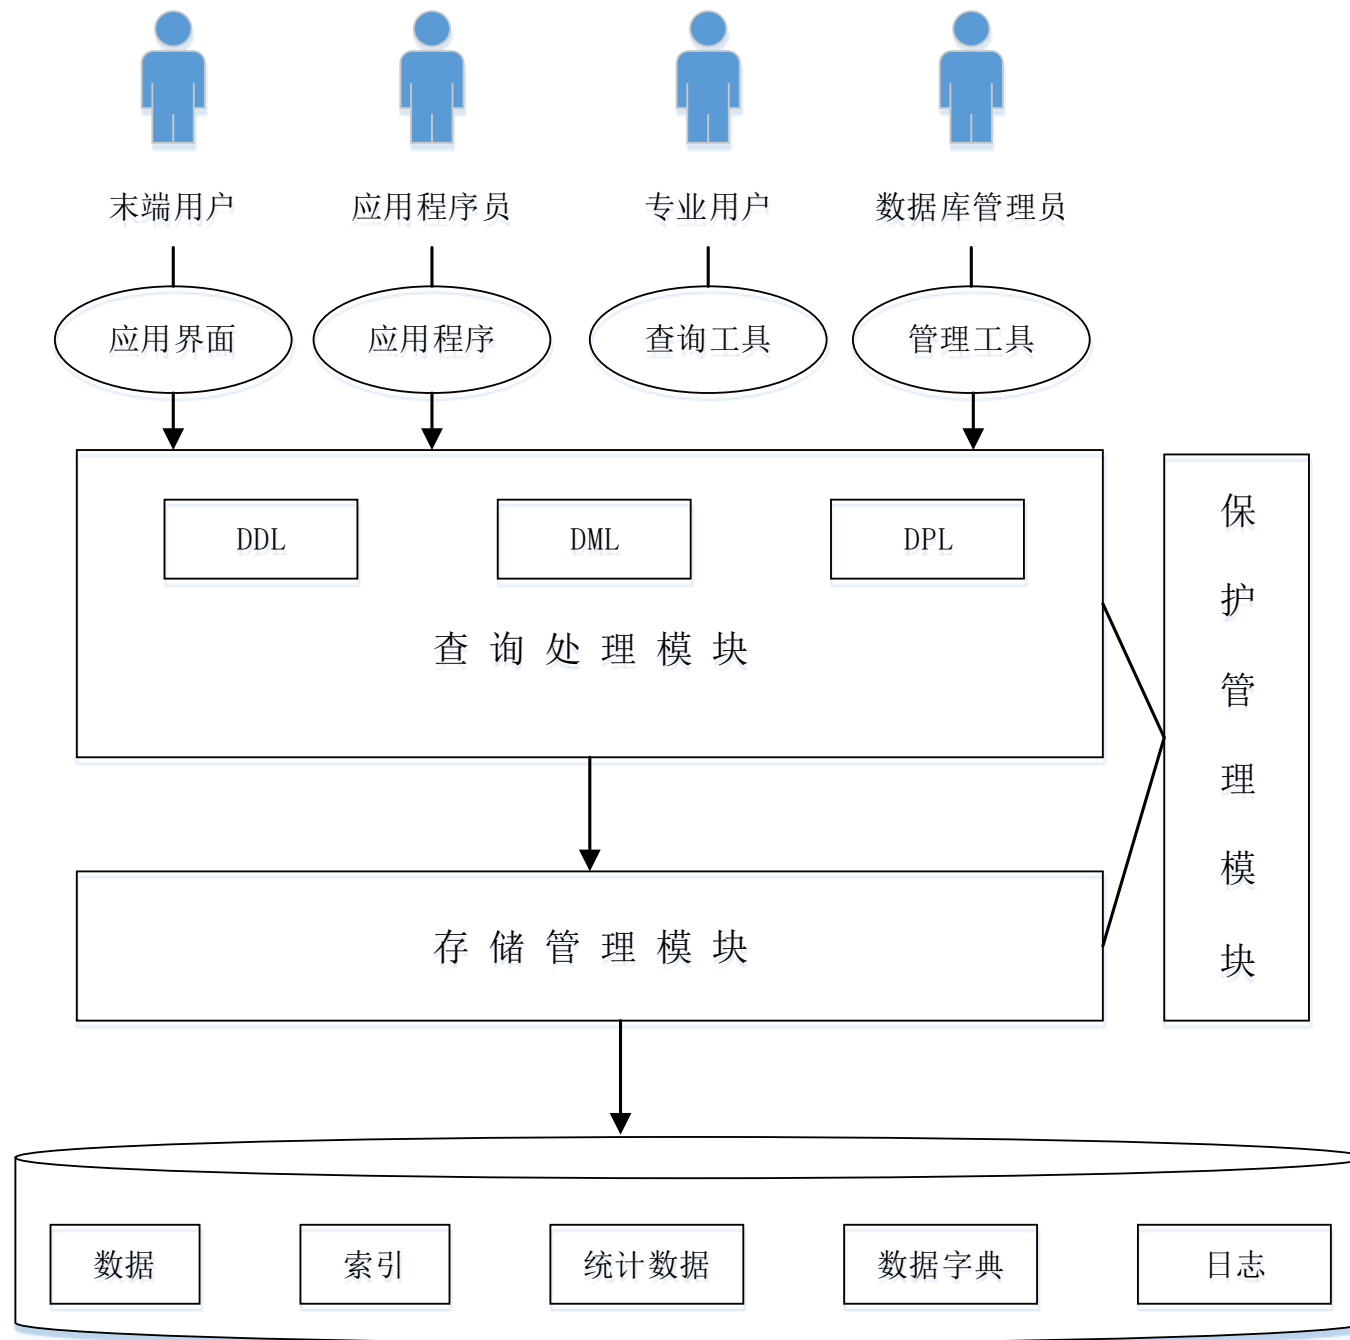 末端用户 应用程序员 专业用户 数据库管理员
应用界面 应用程序 查询工具 管理工具
DDL DML DPL
查询处理模块
保护管理模块
存储管理模块
数据 索引 统计数据 数据字典 日志